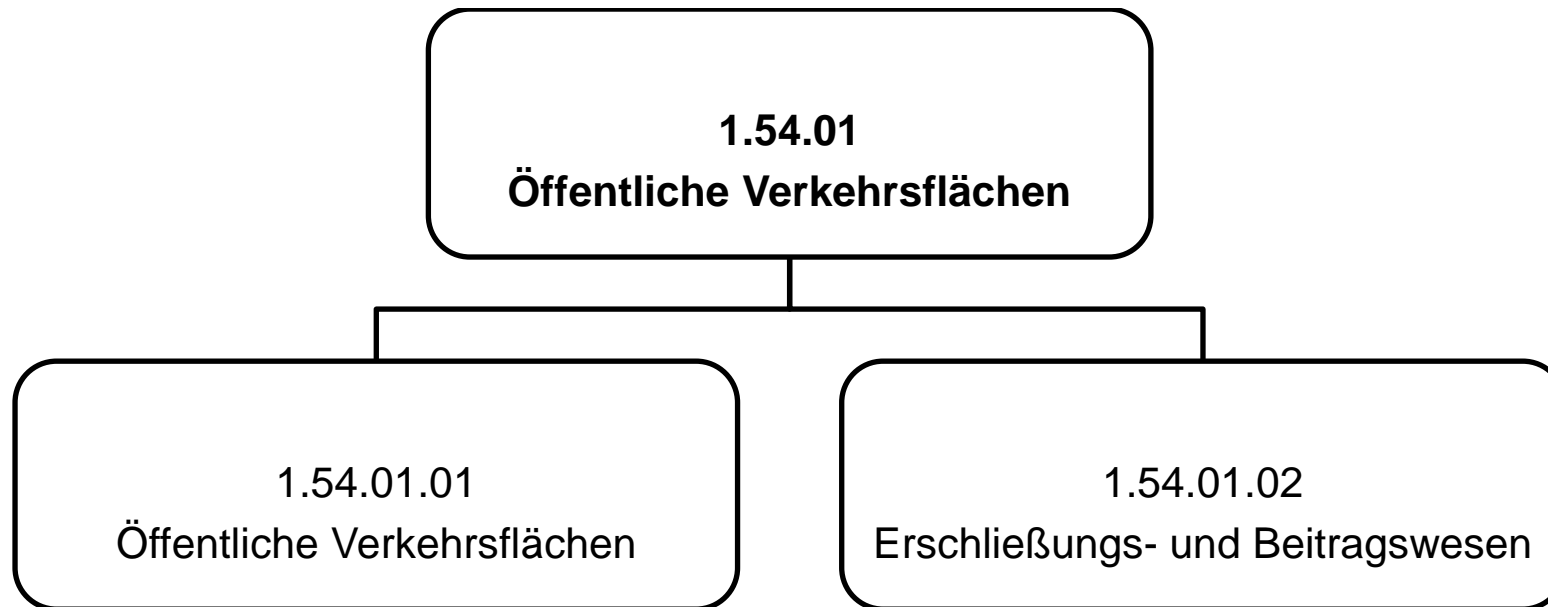 1.54.01
Öffentliche Verkehrsflächen
1.54.01.01
Öffentliche Verkehrsflächen
1.54.01.02
Erschließungs- und Beitragswesen